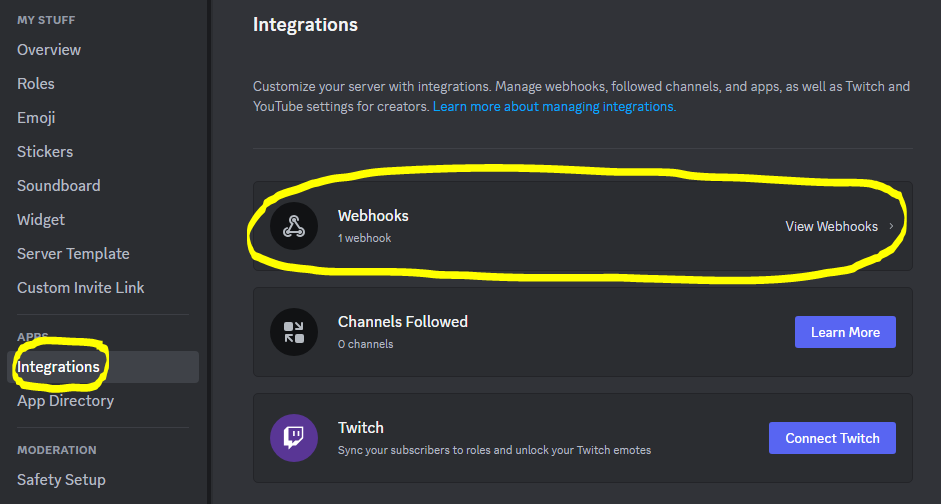 MY STUFF
Overview
Roles
Emoji
Stickers
Soundboard
Widget
Server Template
Custom Invite Link
APPS
Integrations
App Directory
MODERATION
Safety Setup
Integrations
Customize your server with integrations. Manage webhooks, followed channels, and apps, as well as Twitch and
YouTube settings for creators. Learn more about managing integrations.
Webhooks
1 webhook
View Webhooks
Channels Followed
0 channels
Learn More
Twitch
Sync your subscribers to roles and unlock your Twitch emotes
Connect Twitch